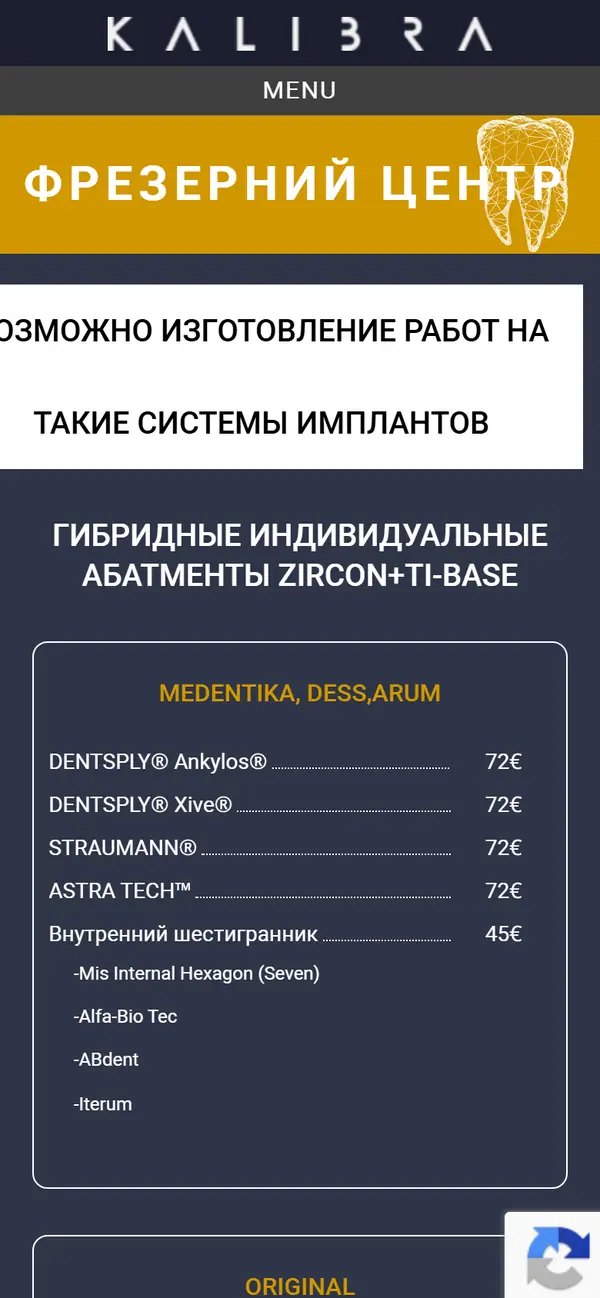 KALIBRA
MENU
ФРЕЗЕРНИЙ ЦЕНТР
ОЗМОЖНО ИЗГОТОВЛЕНИЕ РАБОТ НА
ТАКИЕ СИСТЕМЫ ИМПЛАНТОВ
ГИБРИДНЫЕ ИНДИВИДУАЛЬНЫЕ
АБАТМЕНТЫ ZIRCON+TI-BASE
MEDENTIKA, DESS,ARUM
DENTSPLY® Ankylos® 72€
DENTSPLY® Xive® 72€
STRAUMANN® 72€
ASTRA TECH™ 72€
Внутренний шестигранник 45€
-Mis Internal Hexagon (Seven)
-Alfa-Bio Tec
-ABdent
-Iterum
ORIGINAL